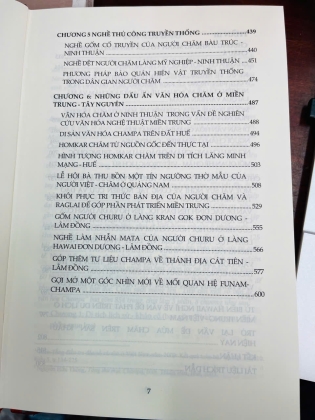 CHƯƠNG 5 NGHỀ THỦ CÔNG TRUYỀN THỐNG
439
NGHỀ GỐM CỔ TRUYỀN CỦA NGƯỜI CHĂM BÀU TRÚC - NINH THUẬN
440
NGHỀ DỆT NGƯỜI CHĂM LÀNG MỸ NGHIỆP - NINH THUẬN
451
PHƯƠNG PHÁP BẢO QUẢN HIỆN VẬT TRUYỀN THỐNG
TRONG DÂN GIAN NGƯỜI CHĂM
474
CHƯƠNG 6: NHỮNG DẤU ẤN VĂN HÓA CHĂM Ở MIỀN
TRUNG - TÂY NGUYÊN
487
VĂN HÓA CHĂM Ở NINH THUẬN TRONG VẤN ĐỀ NGHIÊN
CỨU VĂN HÓA NGHỆ THUẬT MIỀN TRUNG
488
DI SẢN VĂN HÓA CHAMPA TRÊN ĐẤT HUẾ
494
HOMKAR CHĂM TỪ NGUỒN GỐC ĐẾN THỰC TẠI
496
HÌNH TƯỢNG HOMKAR CHĂM TRÊN DI TÍCH LĂNG MINH
MẠNG - HUẾ
503
LỄ HỘI BÀ THU BỒN MỘT TÍN NGƯỠNG THỜ MẪU CỦA
NGƯỜI VIỆT - CHĂM Ở QUẢNG NAM
508
KHÔI PHỤC TRI THỨC BẢN ĐỊA CỦA NGƯỜI CHĂM VÀ
RAGLAI ĐỂ GÓP PHẦN PHÁT TRIỂN MIỀN TRUNG
529
GỐM NGƯỜI CHURU Ở LÀNG KRAN GOK ĐƠN DƯƠNG -
LÂM ĐỒNG
555
NGHỀ LÀM NHẪN MATA CỦA NGƯỜI CHURU Ở LÀNG
HAWAI ĐƠN DƯƠNG - LÂM ĐỒNG
566
GÓP THÊM TƯ LIỆU CHAMPA VỀ THÁNH ĐỊA CÁT TIÊN -
LÂM ĐỒNG
577
GỢI MỞ MỘT GÓC NHÌN MỚI VỀ MỐI QUAN HỆ FUNAM-
CHAMPA
600
7